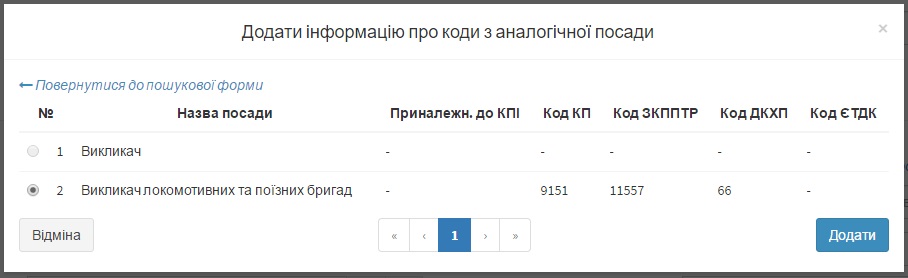 Додати інформацію про коди з аналогічної посади ×
← Повернутися до пошукової форми
№ Назва посади Приналежн. до КПІ Код КП Код ЗКППТР Код ДКХП Код ЄТДК
1 Викликач - - - - -
2 Викликач локомотивних та поїзних бригад - 9151 11557 66 -
Відміна « ‹ 1 › » Додати